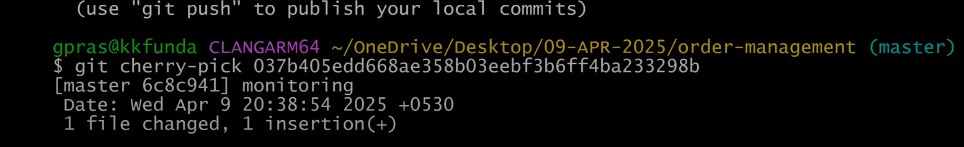 (use "git push" to publish your local commits)
gpras@kkfunda CLANGARM64 ~/OneDrive/Desktop/09-APR-2025/order-management (master)
$ git cherry-pick 037b405edd668ae358b03eebf3b6ff4ba233298b
[master 6c8c941] monitoring
Date: Wed Apr 9 20:38:54 2025 +0530
1 file changed, 1 insertion(+)